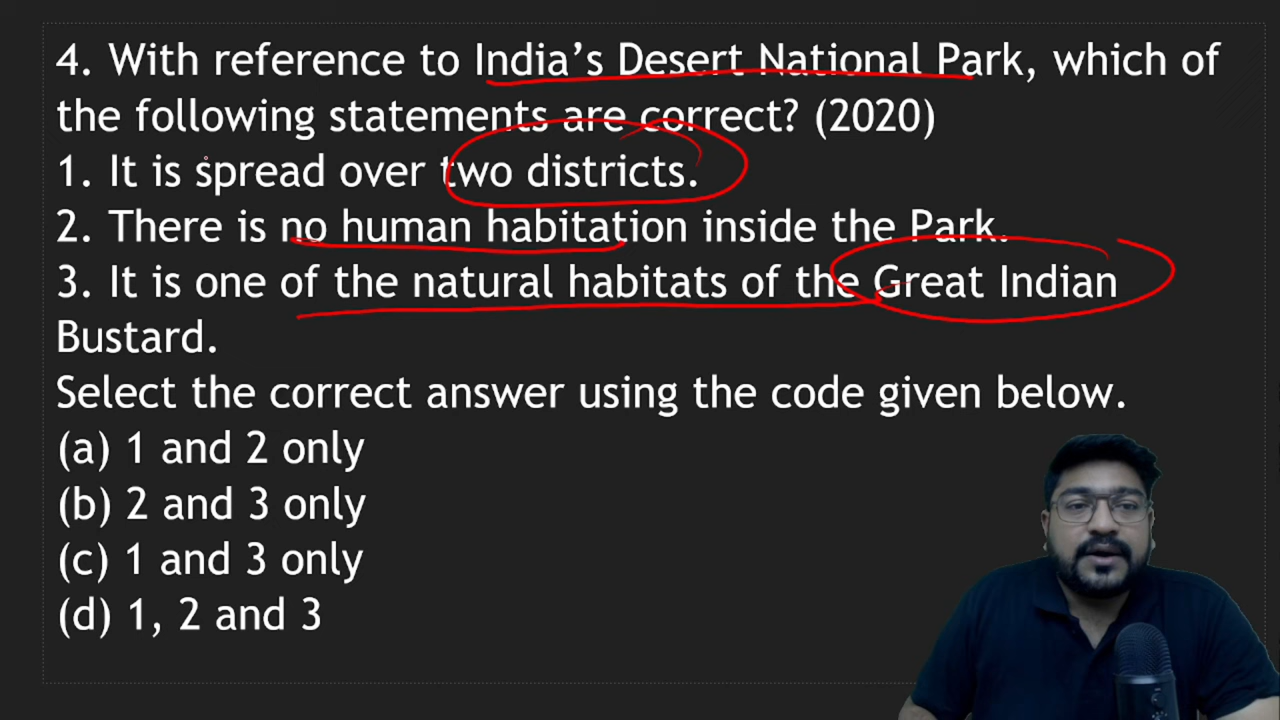 4. With reference to India’s Desert National Park, which of
the following statements are correct? (2020)
1. It is spread over two districts.
2. There is no human habitation inside the Park.
3. It is one of the natural habitats of the Great Indian
Bustard.
Select the correct answer using the code given below.
(a) 1 and 2 only
(b) 2 and 3 only
(c) 1 and 3 only
(d) 1, 2 and 3